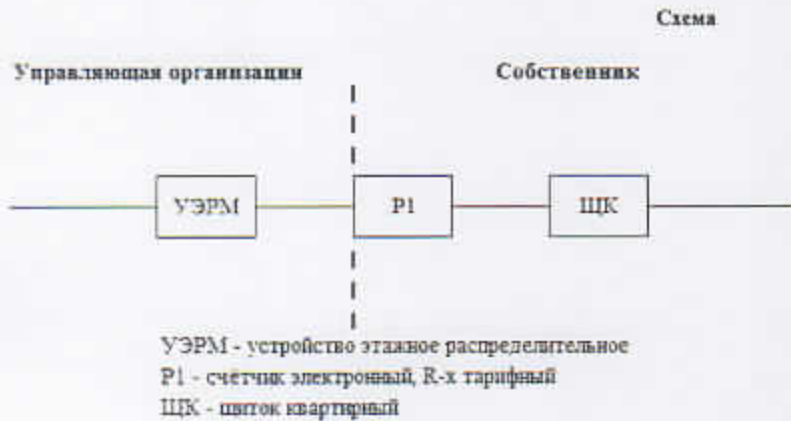 Схема
Управляющая организация Собственник
УЭРМ Р1 ЩК
УЭРМ - устройство этажное распределительное
Р1 - счётчик электронный, R-х тарифный
ЩК - щиток квартирный